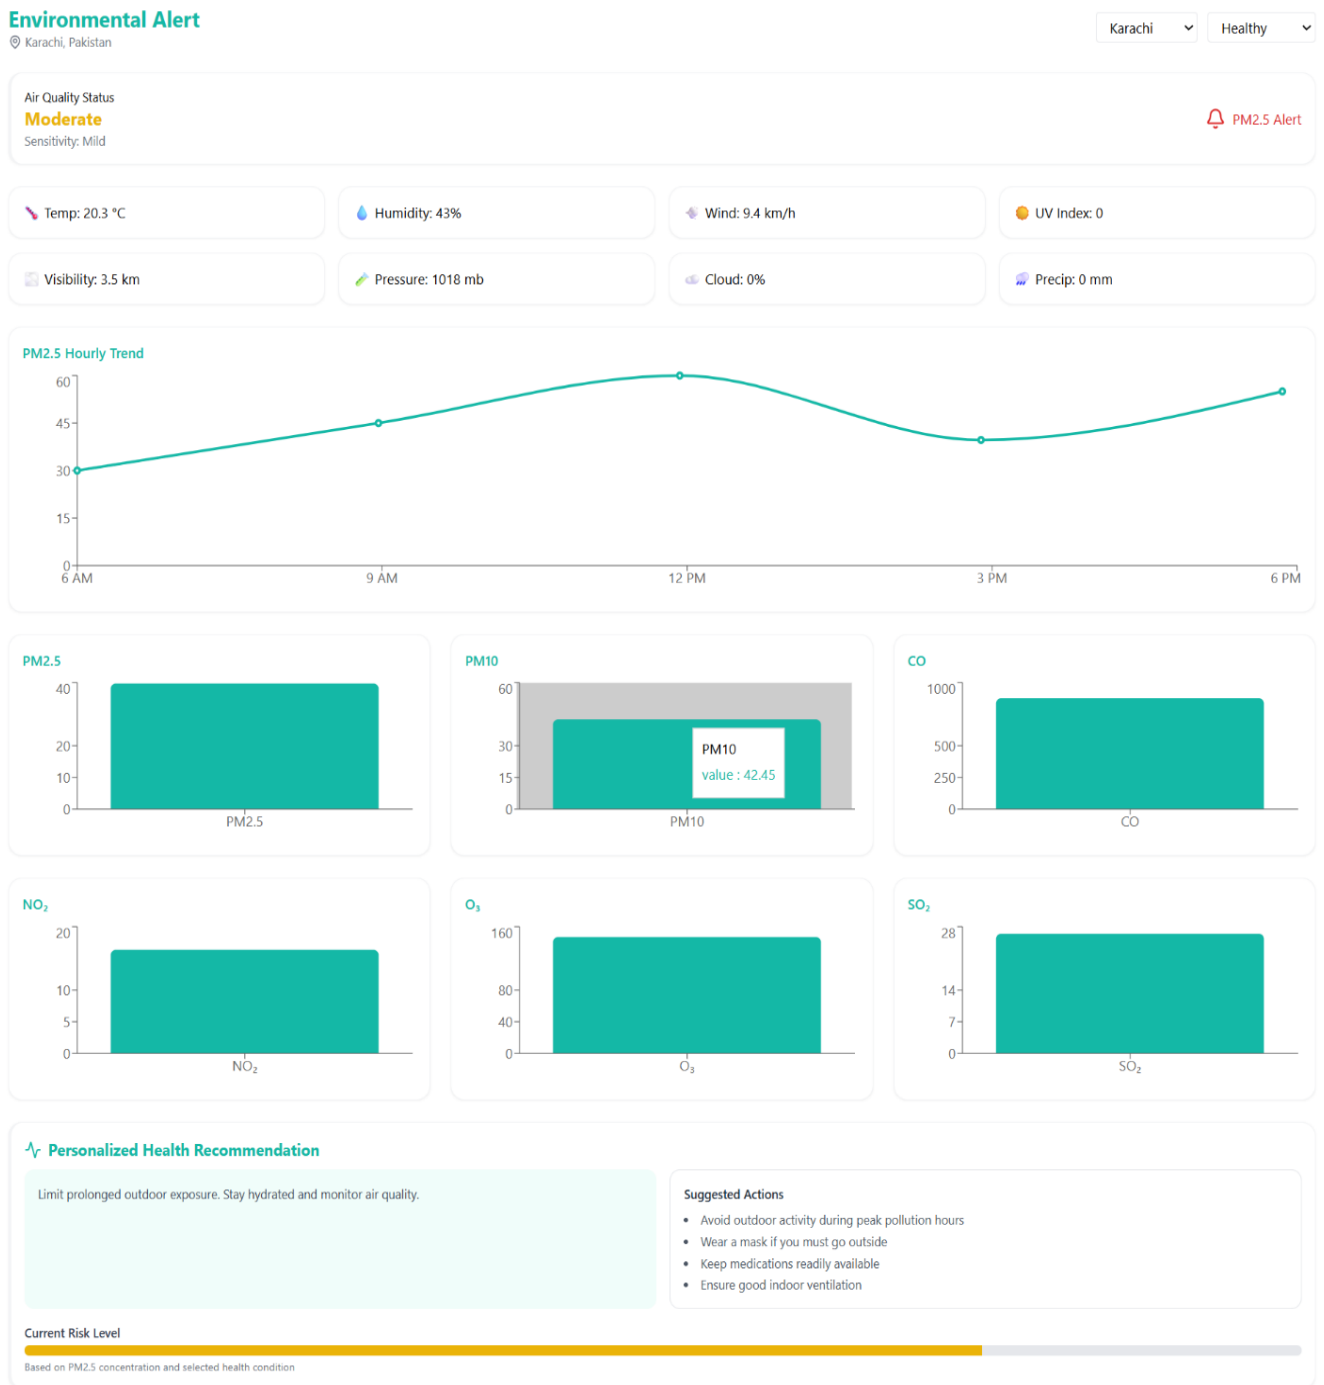 Environmental Alert
Karachi, Pakistan
Karachi
Healthy
Air Quality Status
Moderate
Sensitivity: Mild
PM2.5 Alert
Temp: 20.3 °C
Humidity: 43%
Wind: 9.4 km/h
UV Index: 0
Visibility: 3.5 km
Pressure: 1018 mb
Cloud: 0%
Precip: 0 mm
PM2.5 Hourly Trend
60
45
30
15
0
6 AM
9 AM
12 PM
3 PM
6 PM
PM2.5
40
20
10
0
PM2.5
PM10
60
30
15
0
PM10
value : 42.45
PM10
CO
1000
500
250
0
CO
NO₂
20
10
5
0
NO₂
O₃
160
80
40
0
O₃
SO₂
28
14
7
0
SO₂
Personalized Health Recommendation
Limit prolonged outdoor exposure. Stay hydrated and monitor air quality.
Suggested Actions
• Avoid outdoor activity during peak pollution hours
• Wear a mask if you must go outside
• Keep medications readily available
• Ensure good indoor ventilation
Current Risk Level
Based on PM2.5 concentration and selected health condition